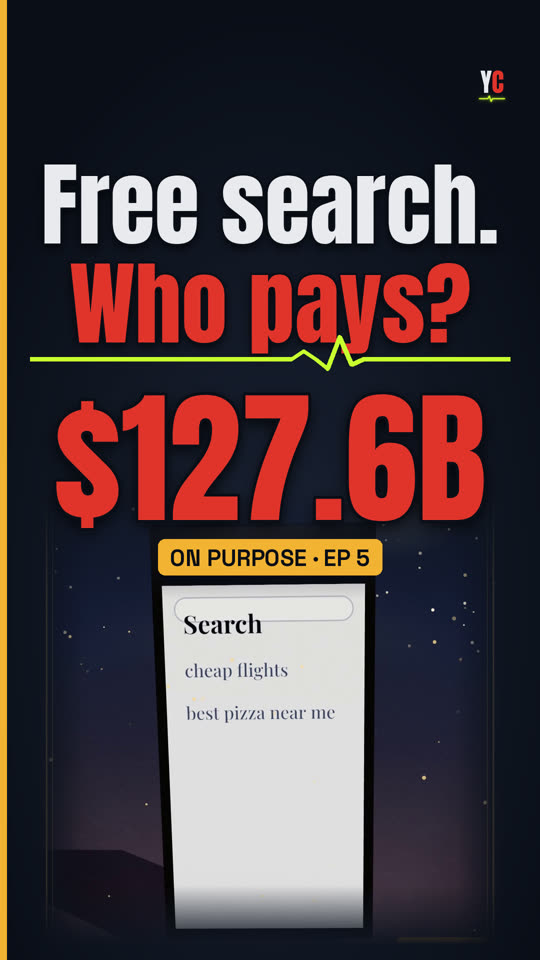 YC
Free search.
Who pays?
$127.6B
ON PURPOSE · EP 5
Search
cheap flights
best pizza near me